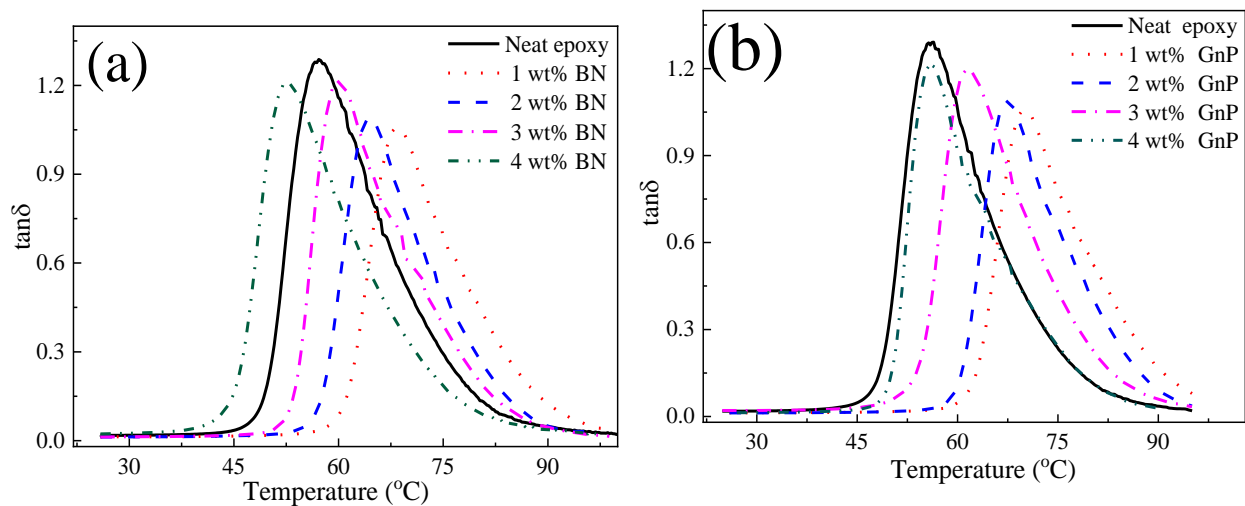 (a)
Neat epoxy
1 wt% BN
2 wt% BN
3 wt% BN
4 wt% BN
tanδ
1.2
0.9
0.6
0.3
0.0
30 45 60 75 90
Temperature (°C)
(b)
Neat epoxy
1 wt% GnP
2 wt% GnP
3 wt% GnP
4 wt% GnP
tanδ
1.2
0.9
0.6
0.3
0.0
30 45 60 75 90
Temperature (°C)